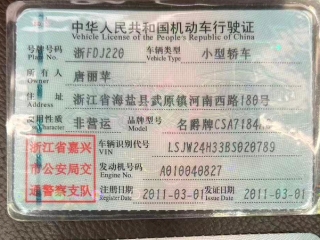 中华人民共和国机动车行驶证
Vehicle License of the People's Republic of China
号牌号码 浙FDJ220 车辆类型 小型轿车
Plate No. Vehicle Type
所有人 唐丽苹
Owner
住址 浙江省海盐县武原镇河南西路180号
Address
使用性质 非营运 品牌型号 名爵牌CSA7184
Model
浙江省嘉兴
市公安局交
通警察支队
车辆识别代号 LSJW24H33BS020789
VIN
发动机号码 A010040827
Engine No.
注册日期 2011-03-01 发证日期 2011-03-01
Register Date Issue Date